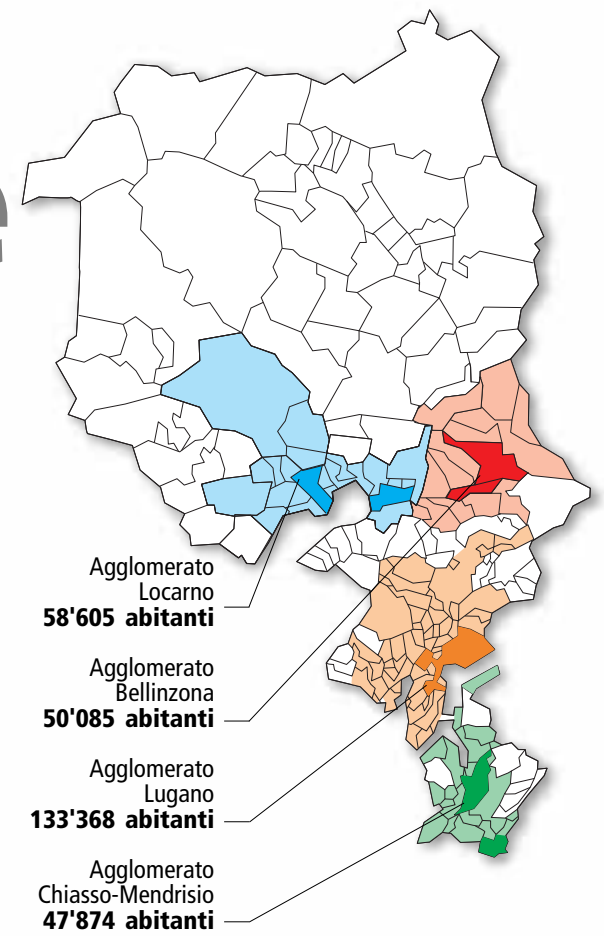 Agglomerato
Locarno
58'605 abitanti
Agglomerato
Bellinzona
50'085 abitanti
Agglomerato
Lugano
133'368 abitanti
Agglomerato
Chiasso-Mendrisio
47'874 abitanti